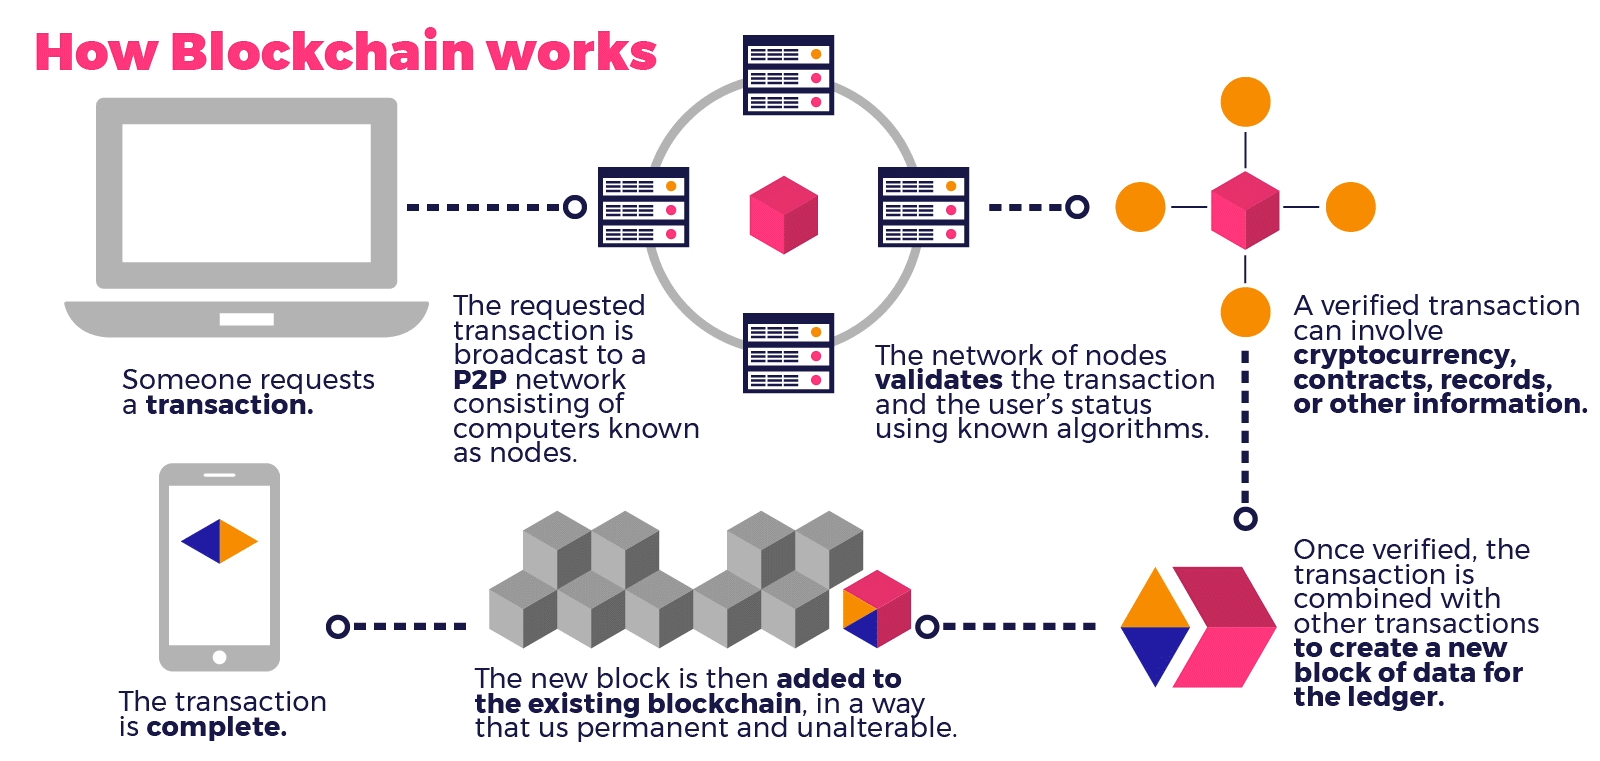 How Blockchain works
Someone requests
a transaction.
The requested
transaction is
broadcast to a
P2P network
consisting of
computers known
as nodes.
The network of nodes
validates the transaction
and the user's status
using known algorithms.
A verified transaction
can involve
cryptocurrency,
contracts, records,
or other information.
Once verified, the
transaction is
combined with
other transactions
to create a new
block of data for
the ledger.
The new block is then added to
the existing blockchain, in a way
that us permanent and unalterable.
The transaction
is complete.